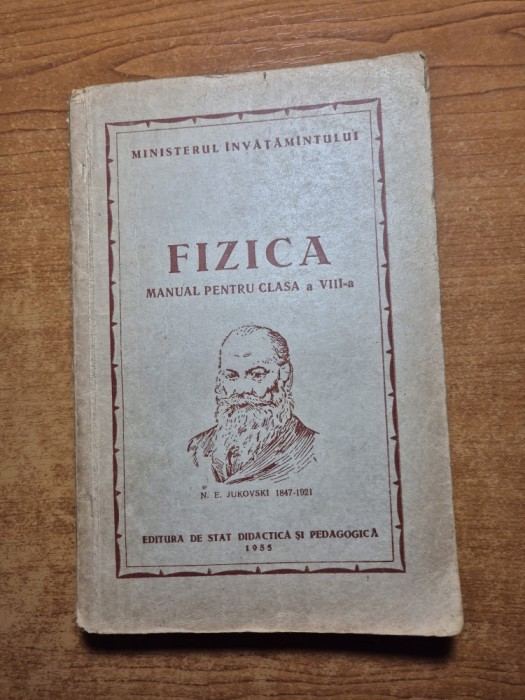 MINISTERUL ÎNVĂȚĂMÎNTULUI
FIZICA
MANUAL PENTRU CLASA a VIII-a
N. E. JUKOVSKI 1847-1921
EDITURA DE STAT DIDACTICĂ ȘI PEDAGOGICĂ
1955